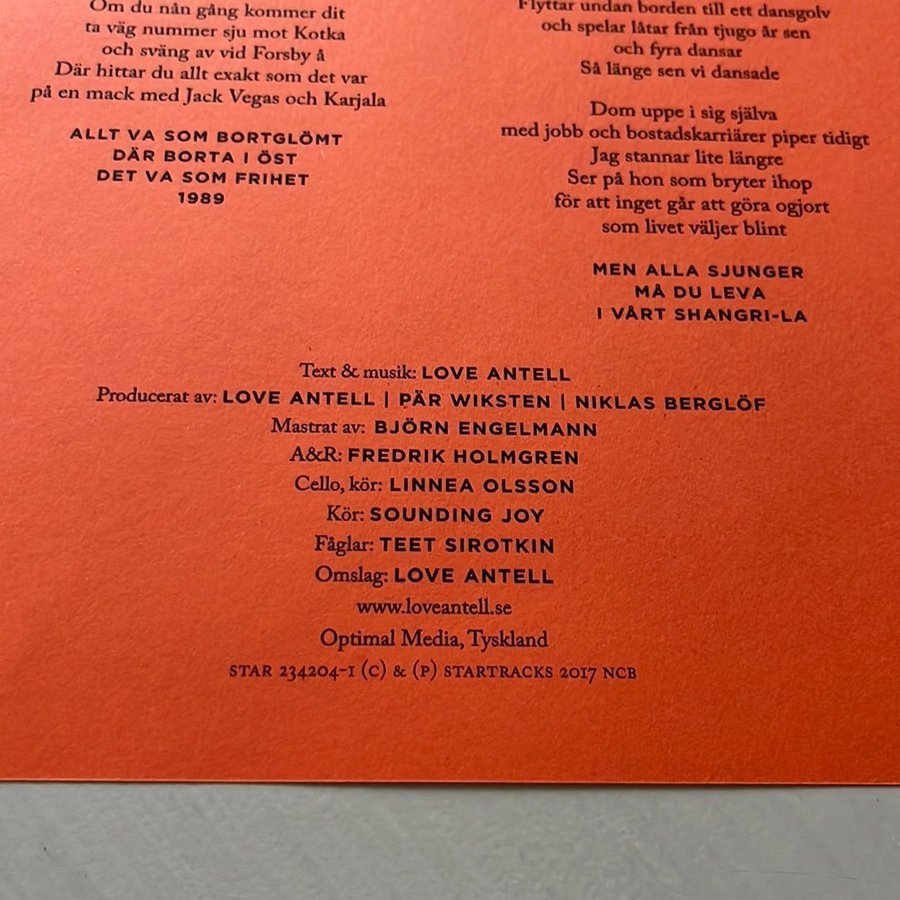 Om du nån gång kommer dit
ta väg nummer sju mot Kotka
och sväng av vid Forsby å
Där hittar du allt exakt som det var
på en mack med Jack Vegas och Karjala
ALLT VA SOM BORTGLÖMT
DÄR BORTA I ÖST
DET VA SOM FRIHET
1989
Flyttar undan borden till ett dansgolv
och spelar låtar från tjugo år sen
och fyra dansar
Så länge sen vi dansade
Dom uppe i sig själva
med jobb och bostadskarriärer piper tidigt
Jag stannar lite längre
Ser på hon som bryter ihop
för att inget går att göra ogjort
som livet väljer blint
MEN ALLA SJUNGER
MÅ DU LEVA
I VÅRT SHANGRI-LA
Text & musik: LOVE ANTELL
Producerat av: LOVE ANTELL | PÄR WIKSTEN | NIKLAS BERGLÖF
Mastrat av: BJÖRN ENGELMANN
A&R: FREDRIK HOLMGREN
Cello, kör: LINNEA OLSSON
Kör: SOUNDING JOY
Fåglar: TEET SIROTKIN
Omslag: LOVE ANTELL
www.loveantell.se
Optimal Media, Tyskland
STAR 234204-1 (C) & (P) STARTRACKS 2017 NCB